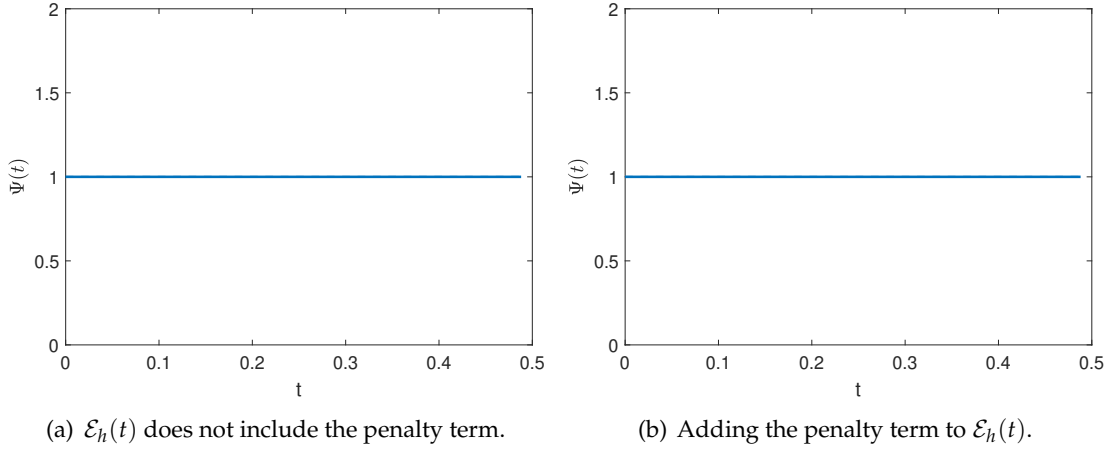 2
1.5
1
0.5
0
Ψ(t)
0 0.1 0.2 0.3 0.4 0.5
t
(a) ℰ_h(t) does not include the penalty term.
2
1.5
1
0.5
0
Ψ(t)
0 0.1 0.2 0.3 0.4 0.5
t
(b) Adding the penalty term to ℰ_h(t).